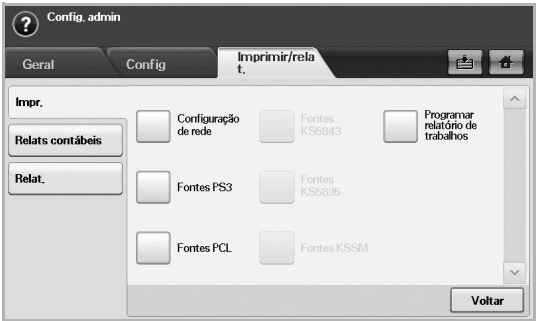 Config. admin
Geral
Config
Imprimir/rela
t.
Impr.
Relats contábeis
Relat.
Configuração
de rede
Fontes
KS5843
Programar
relatório de
trabalhos
Fontes PS3
Fontes
KS5895
Fontes PCL
Fontes KSSM
Voltar